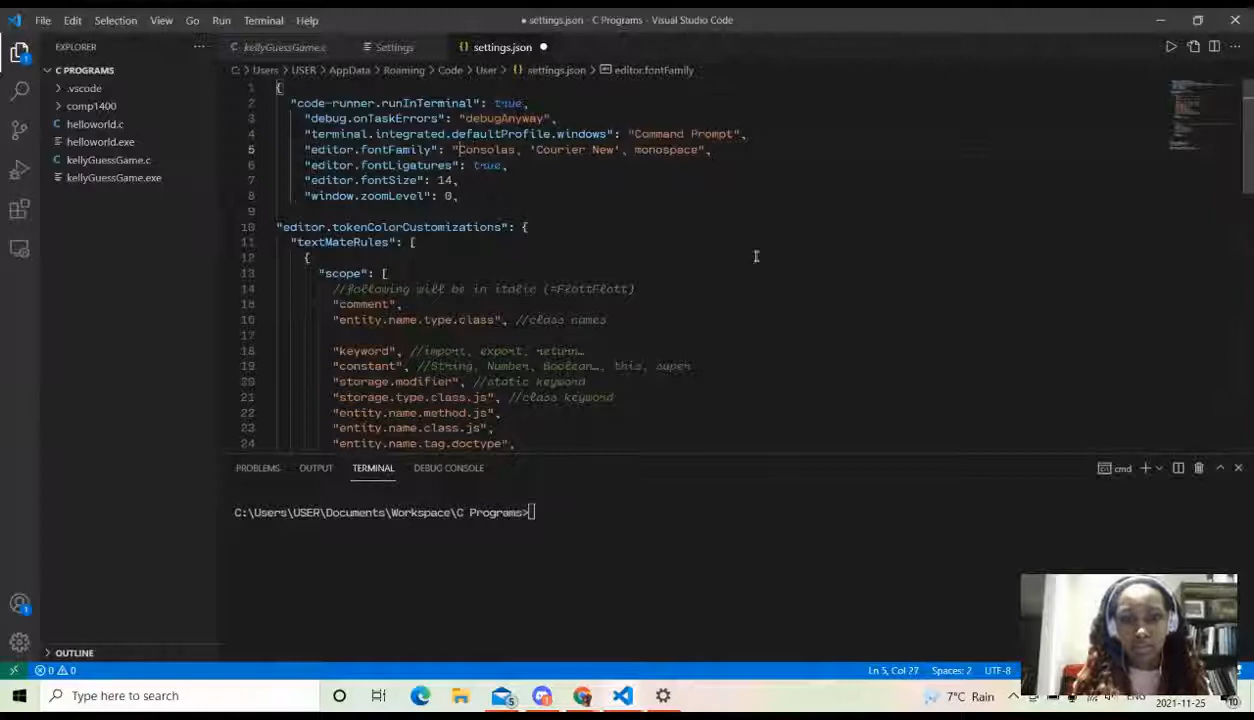 File Edit Selection View Go Run Terminal Help
● settings.json - C Programs - Visual Studio Code
EXPLORER ...
kellyGuessGame.c Settings settings.json
C PROGRAMS
C: > Users > USER > AppData > Roaming > Code > User > {} settings.json > editor.fontFamily
.vscode
comp1400
helloworld.c
helloworld.exe
kellyGuessGame.c
kellyGuessGame.exe
1 {
2 "code-runner.runInTerminal": true,
3 "debug.onTaskErrors": "debugAnyway",
4 "terminal.integrated.defaultProfile.windows": "Command Prompt",
5 "editor.fontFamily": "Consolas, 'Courier New', monospace",
6 "editor.fontLigatures": true,
7 "editor.fontSize": 14,
8 "window.zoomLevel": 0,
9
10 "editor.tokenColorCustomizations": {
11 "textMateRules": [
12 {
13 "scope": [
14 //following will be in italic (=FlottFlott)
15 "comment",
16 "entity.name.type.class", //class names
17
18 "keyword", //import, export, return…
19 "constant", //String, Number, Boolean…, this, super
20 "storage.modifier", //static keyword
21 "storage.type.class.js", //class keyword
22 "entity.name.method.js",
23 "entity.name.class.js",
24 "entity.name.tag.doctype",
PROBLEMS OUTPUT TERMINAL DEBUG CONSOLE
cmd
C:\Users\USER\Documents\Workspace\C Programs>
OUTLINE
0 0
Ln 5, Col 27 Spaces: 2 UTF-8
Type here to search
5
7°C Rain
ENG
2021-11-25